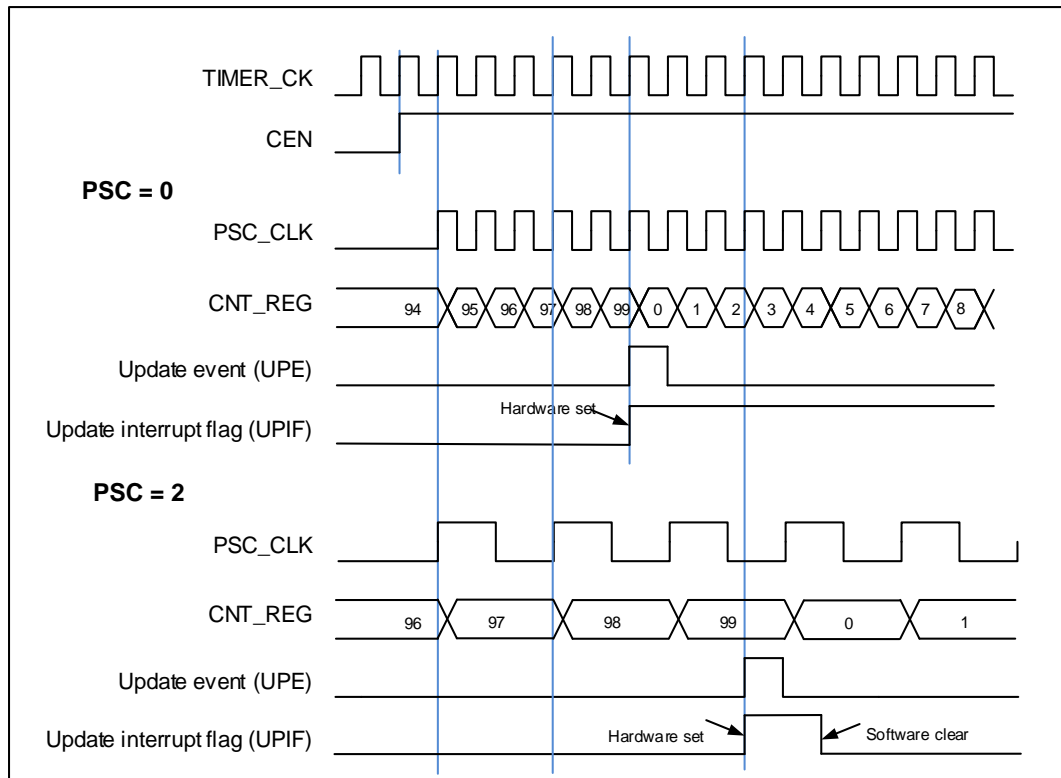 TIMER_CK
CEN
PSC = 0
PSC_CLK
CNT_REG 94 95 96 97 98 99 0 1 2 3 4 5 6 7 8
Update event (UPE)
Hardware set
Update interrupt flag (UPIF)
PSC = 2
PSC_CLK
CNT_REG 96 97 98 99 0 1
Update event (UPE)
Update interrupt flag (UPIF) Hardware set Software clear